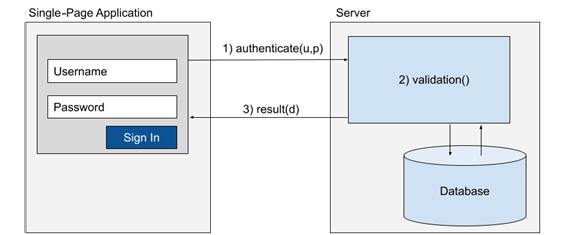 Single-Page Application
Server
1) authenticate(u,p)
Username
2) validation()
Password
3) result(d)
Sign In
Database